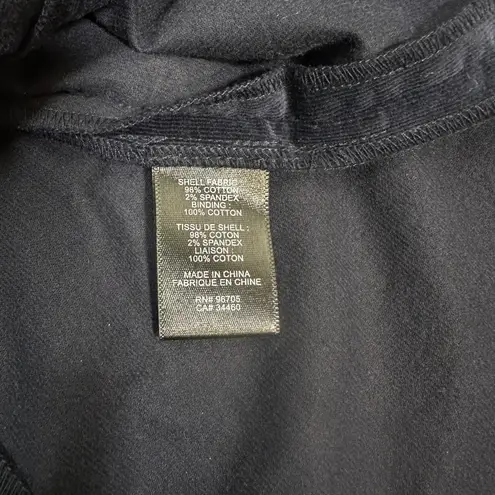 SHELL FABRIC
98% COTTON
2% SPANDEX
BINDING :
100% COTTON
TISSU DE SHELL :
98% COTON
2% SPANDEX
LIAISON :
100% COTON
MADE IN CHINA
FABRIQUE EN CHINE
RN# 96705
CA# 34460